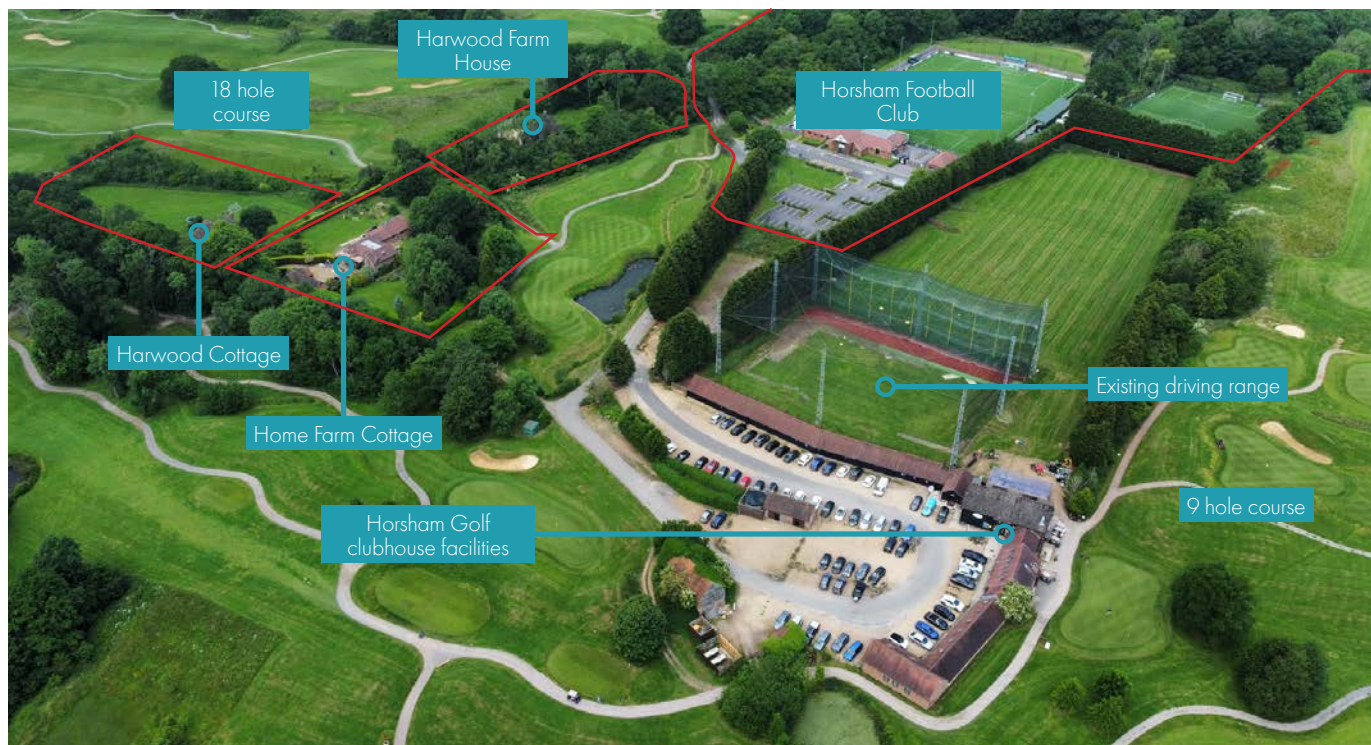 Harwood Farm
House
18 hole
course
Horsham Football
Club
Harwood Cottage
Home Farm Cottage
Existing driving range
Horsham Golf
clubhouse facilities
9 hole course